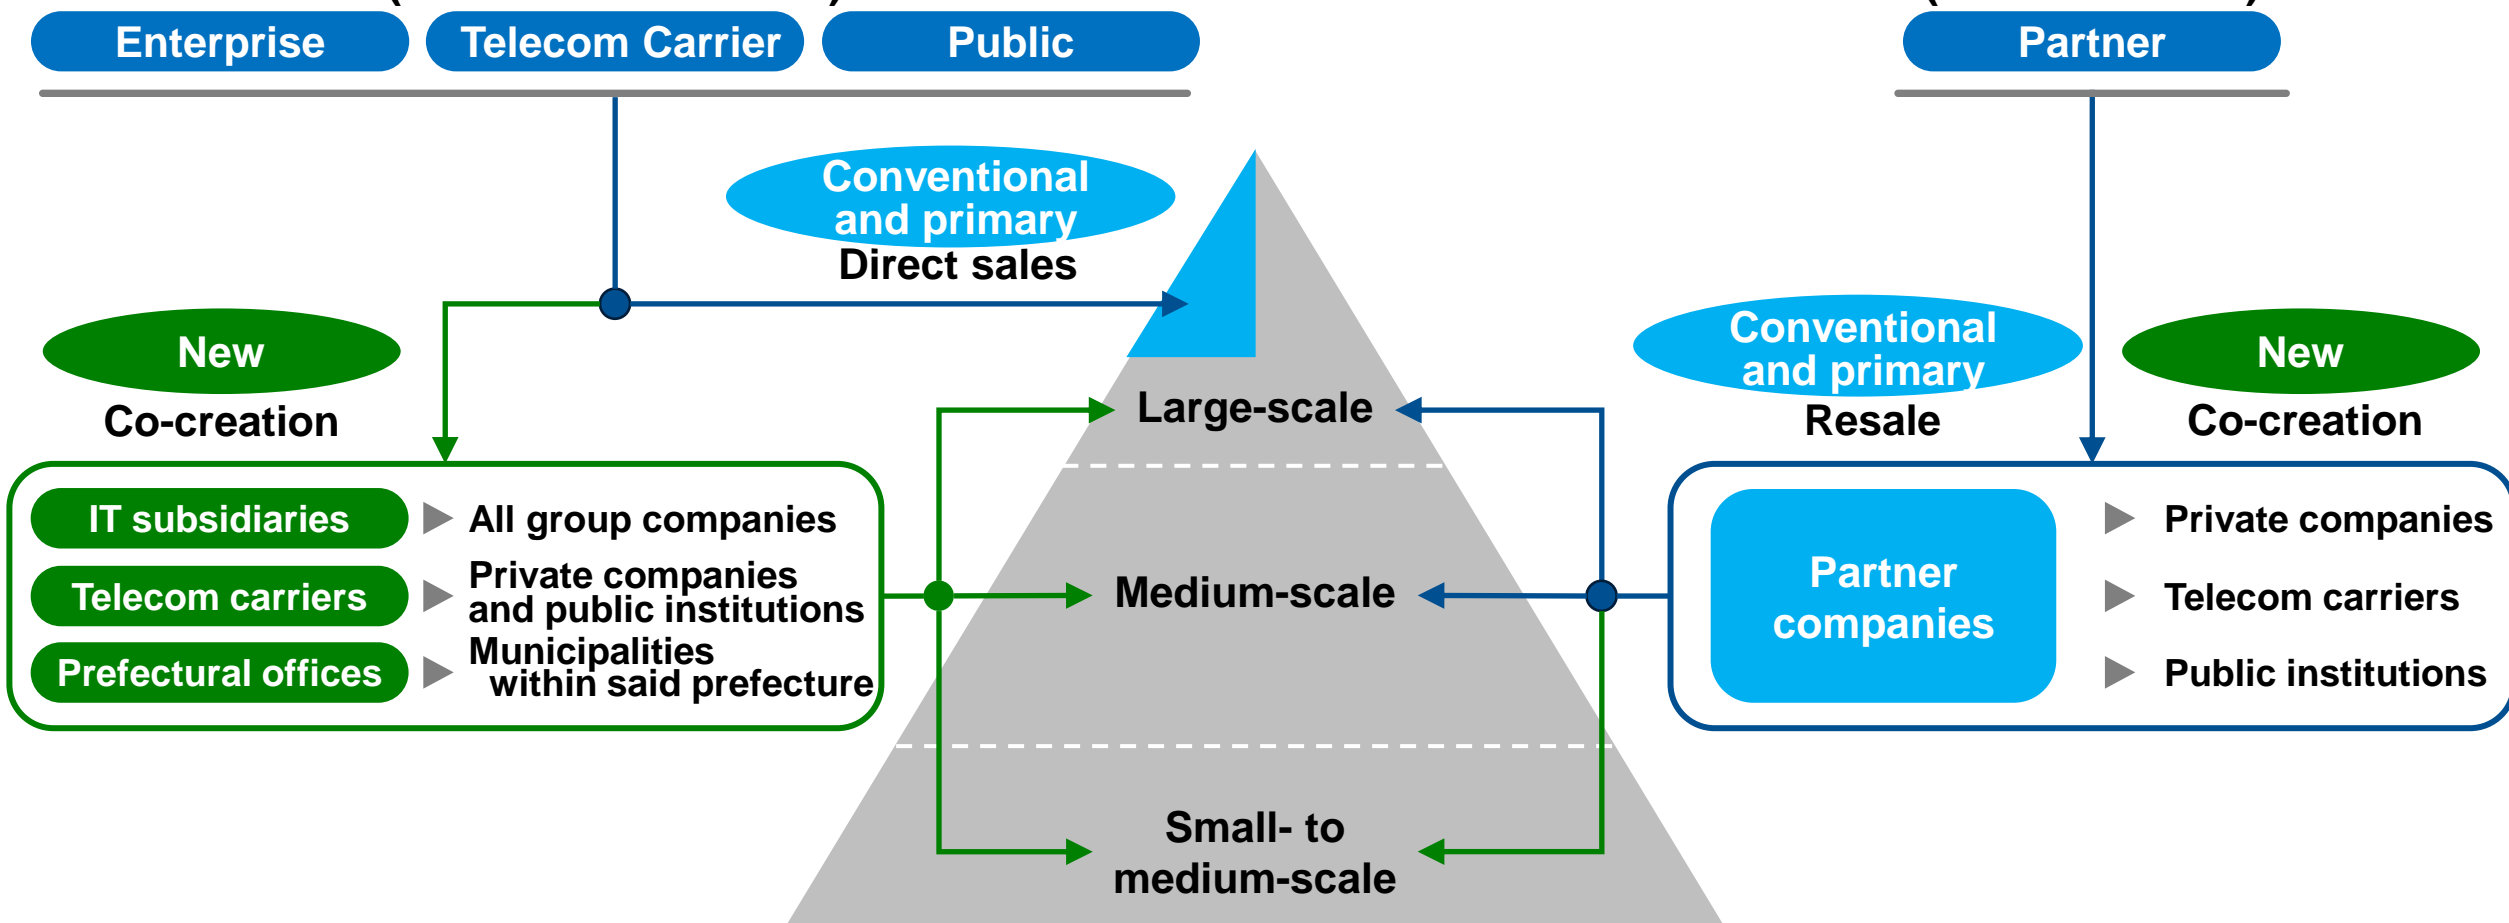 Enterprise
Telecom Carrier
Public
Partner
Conventional
and primary
Direct sales
New
Co-creation
Conventional
and primary
Resale
New
Co-creation
Large-scale
IT subsidiaries
All group companies
Telecom carriers
Private companies
and public institutions
Prefectural offices
Municipalities
within said prefecture
Medium-scale
Small- to
medium-scale
Partner
companies
Private companies
Telecom carriers
Public institutions